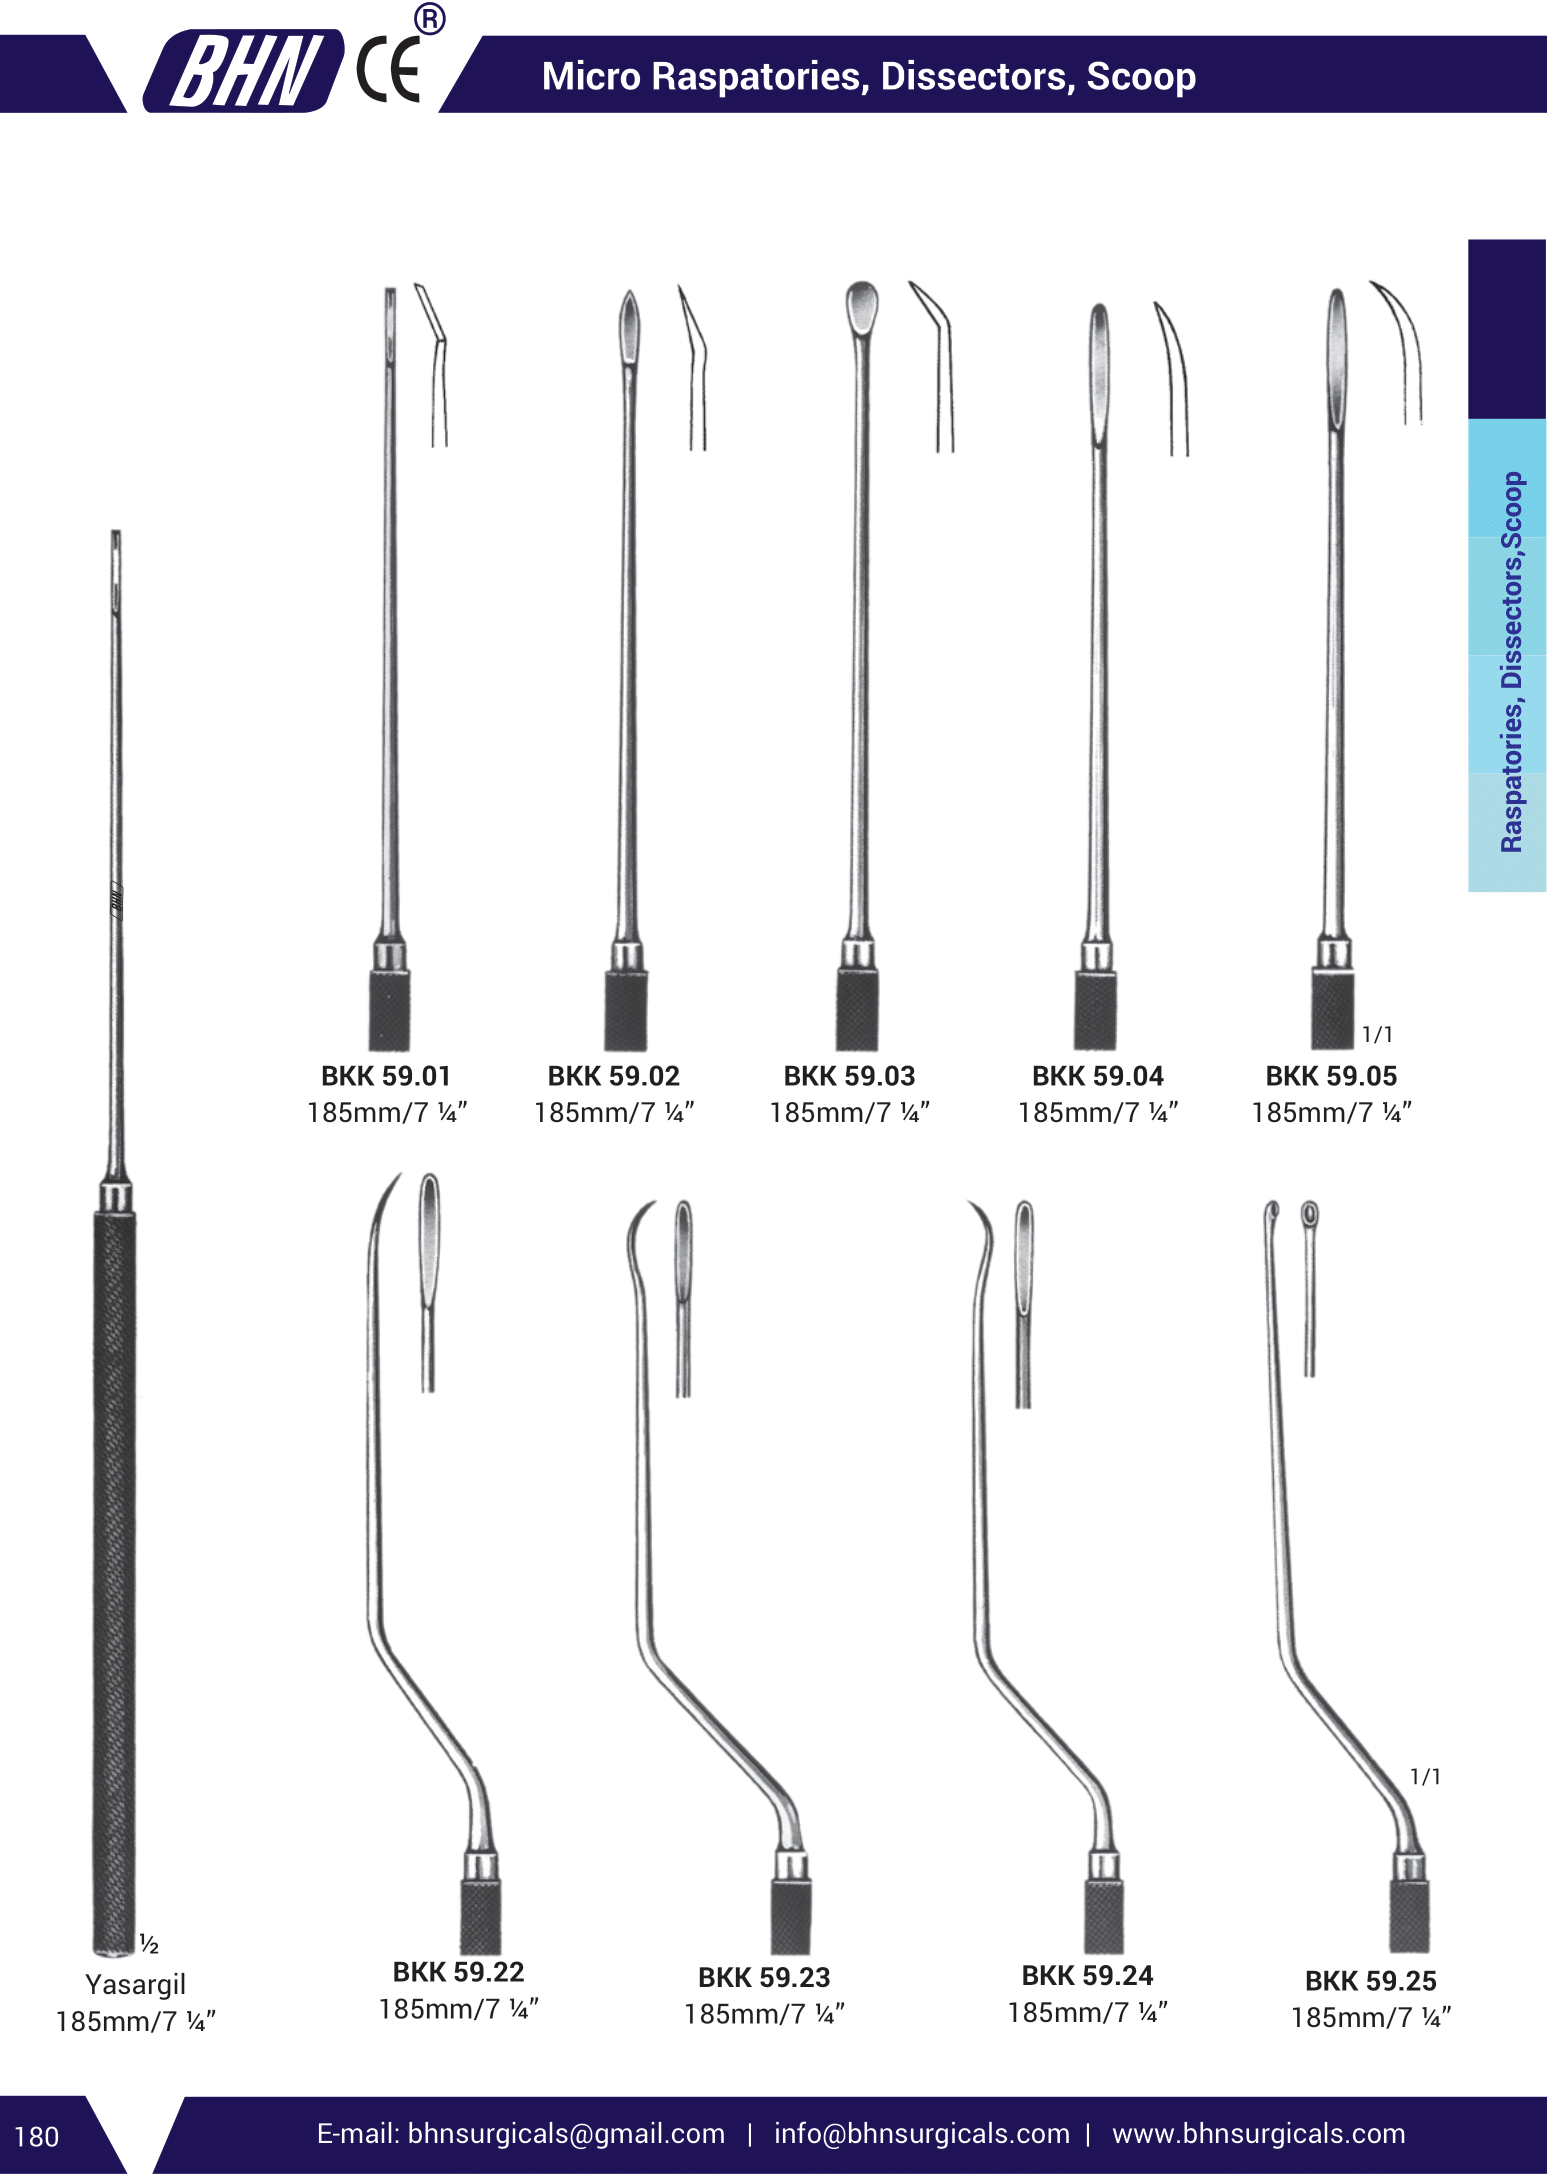 BHN CE ®
Micro Raspatories, Dissectors, Scoop
Raspatories, Dissectors,Scoop
BHN
1/1
BKK 59.01
185mm/7 ¼”
BKK 59.02
185mm/7 ¼”
BKK 59.03
185mm/7 ¼”
BKK 59.04
185mm/7 ¼”
BKK 59.05
185mm/7 ¼”
1/1
½
Yasargil
185mm/7 ¼”
BKK 59.22
185mm/7 ¼”
BKK 59.23
185mm/7 ¼”
BKK 59.24
185mm/7 ¼”
BKK 59.25
185mm/7 ¼”
180
E-mail: bhnsurgicals@gmail.com | info@bhnsurgicals.com | www.bhnsurgicals.com